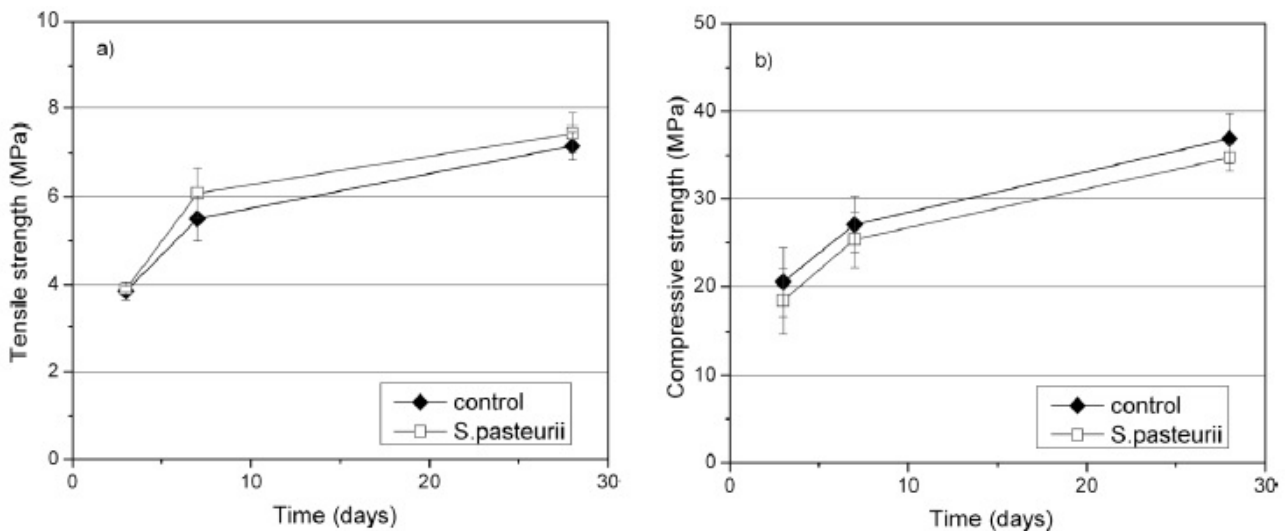 a)
10
8
6
4
2
0
0
10
20
30
Tensile strength (MPa)
Time (days)
control
S.pasteurii
b)
50
40
30
20
10
0
0
10
20
30
Compressive strength (MPa)
Time (days)
control
S.pasteurii